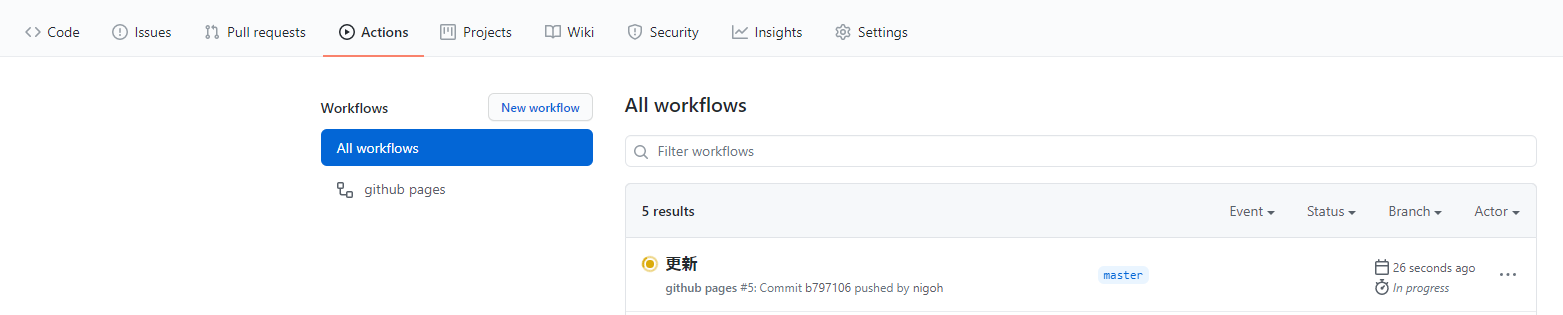 Code Issues Pull requests Actions Projects Wiki Security Insights Settings
Workflows New workflow
All workflows
github pages
All workflows
Filter workflows
5 results Event Status Branch Actor
更新
github pages #5: Commit b797106 pushed by nigoh
master
26 seconds ago
In progress